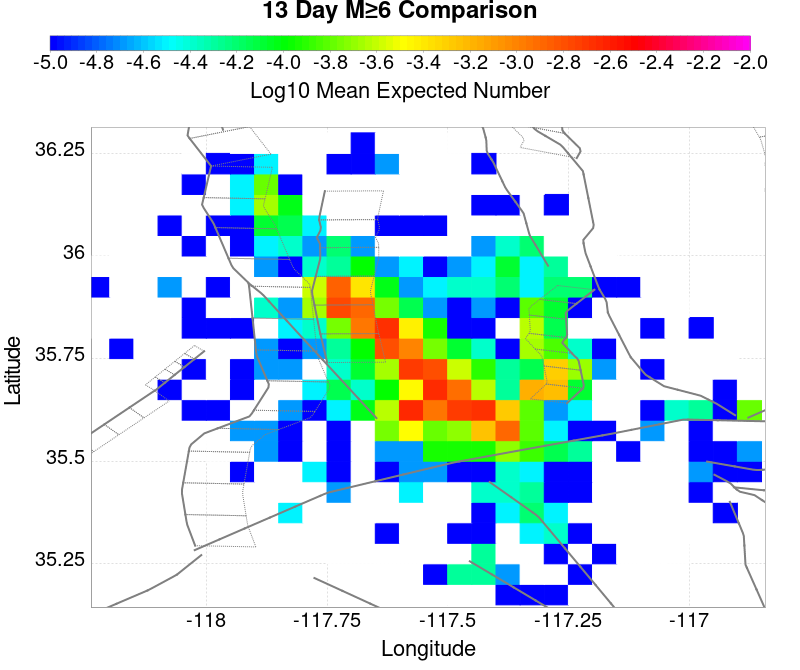 13 Day M≥6 Comparison
-5.0 -4.8 -4.6 -4.4 -4.2 -4.0 -3.8 -3.6 -3.4 -3.2 -3.0 -2.8 -2.6 -2.4 -2.2 -2.0
Log10 Mean Expected Number
36.25
36
35.75
35.5
35.25
Latitude
-118 -117.75 -117.5 -117.25 -117
Longitude